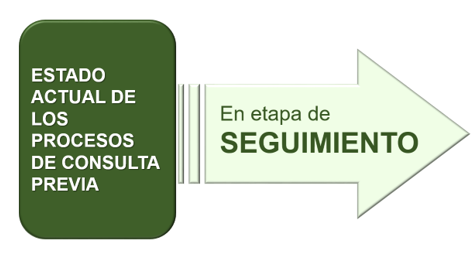 ESTADO
ACTUAL DE
LOS
PROCESOS
DE CONSULTA
PREVIA
En etapa de
SEGUIMIENTO